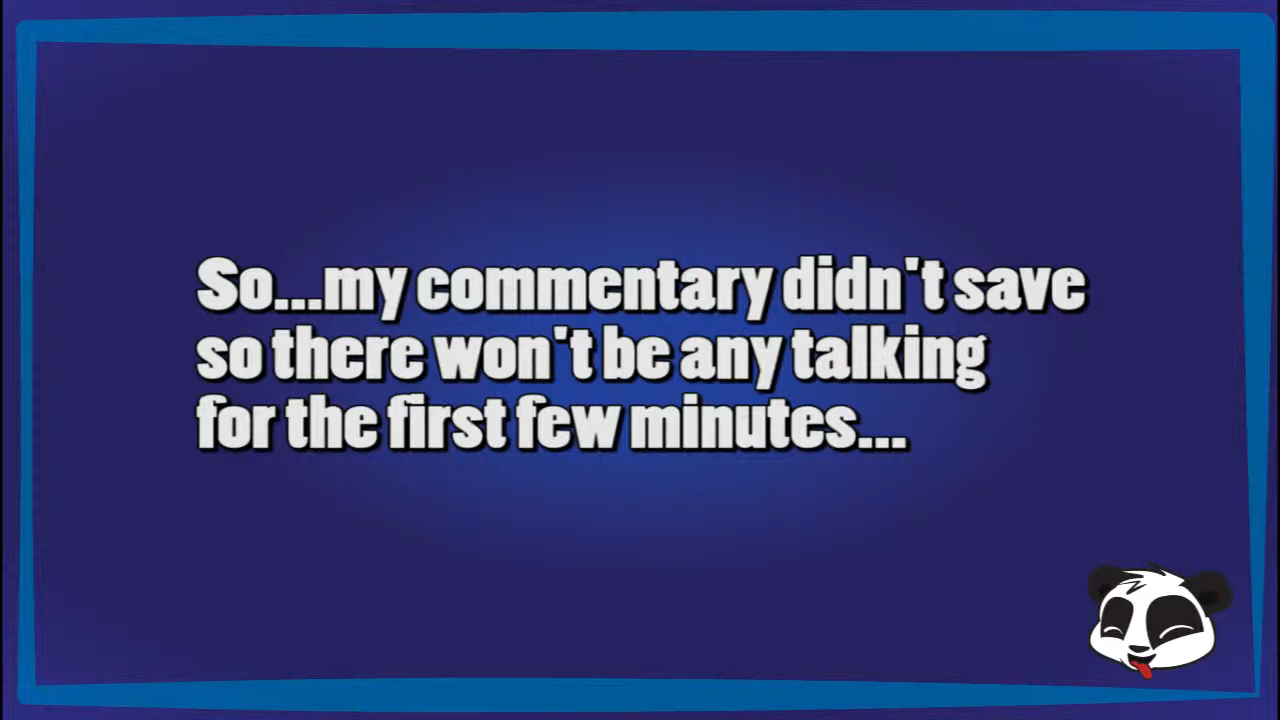 So...my commentary didn't save
so there won't be any talking
for the first few minutes...